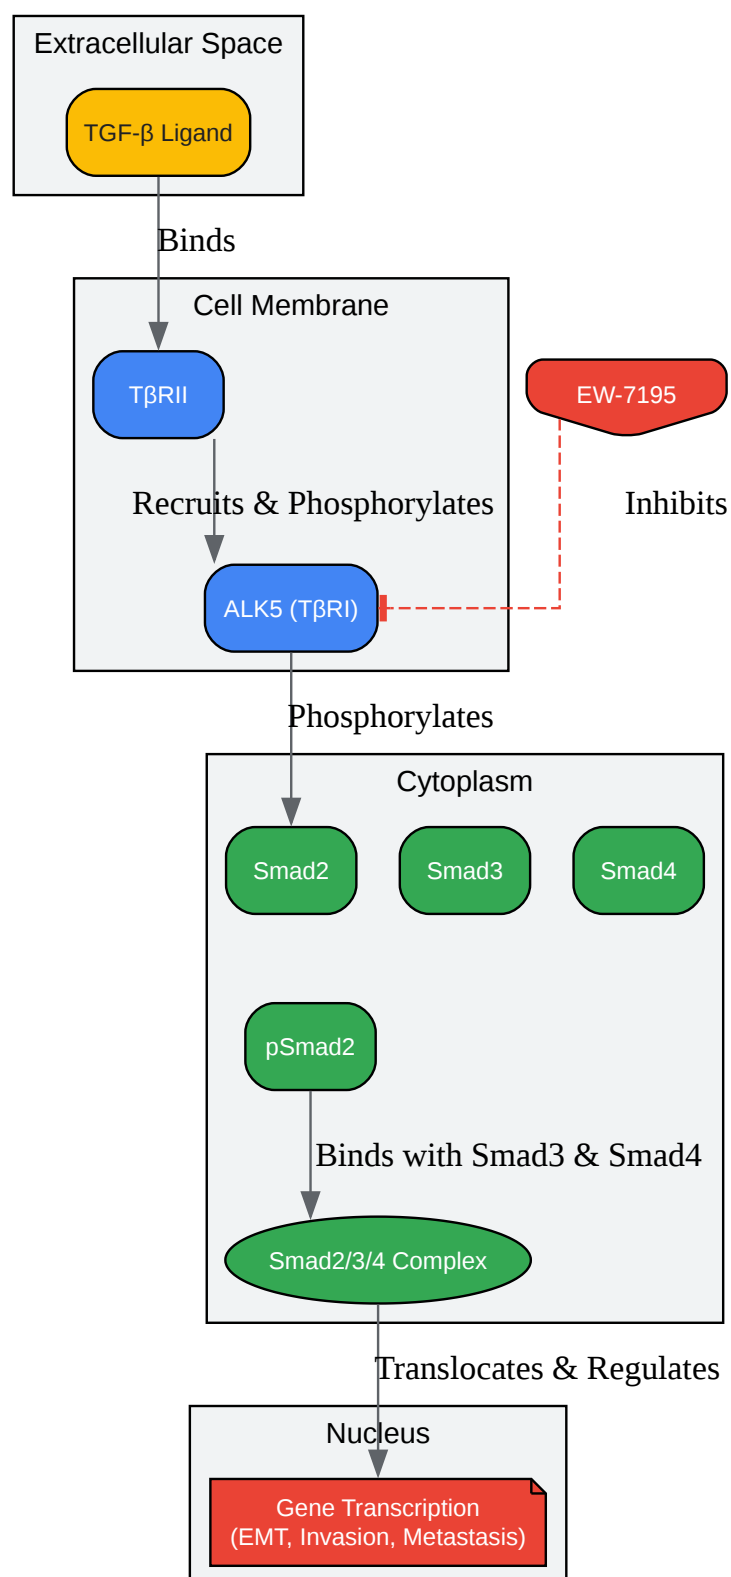 Extracellular Space
TGF-β Ligand
Binds
Cell Membrane
TβRII
EW-7195
Recruits & Phosphorylates
Inhibits
ALK5 (TβRI)
Phosphorylates
Cytoplasm
Smad2
Smad3
Smad4
pSmad2
Binds with Smad3 & Smad4
Smad2/3/4 Complex
Translocates & Regulates
Nucleus
Gene Transcription
(EMT, Invasion, Metastasis)